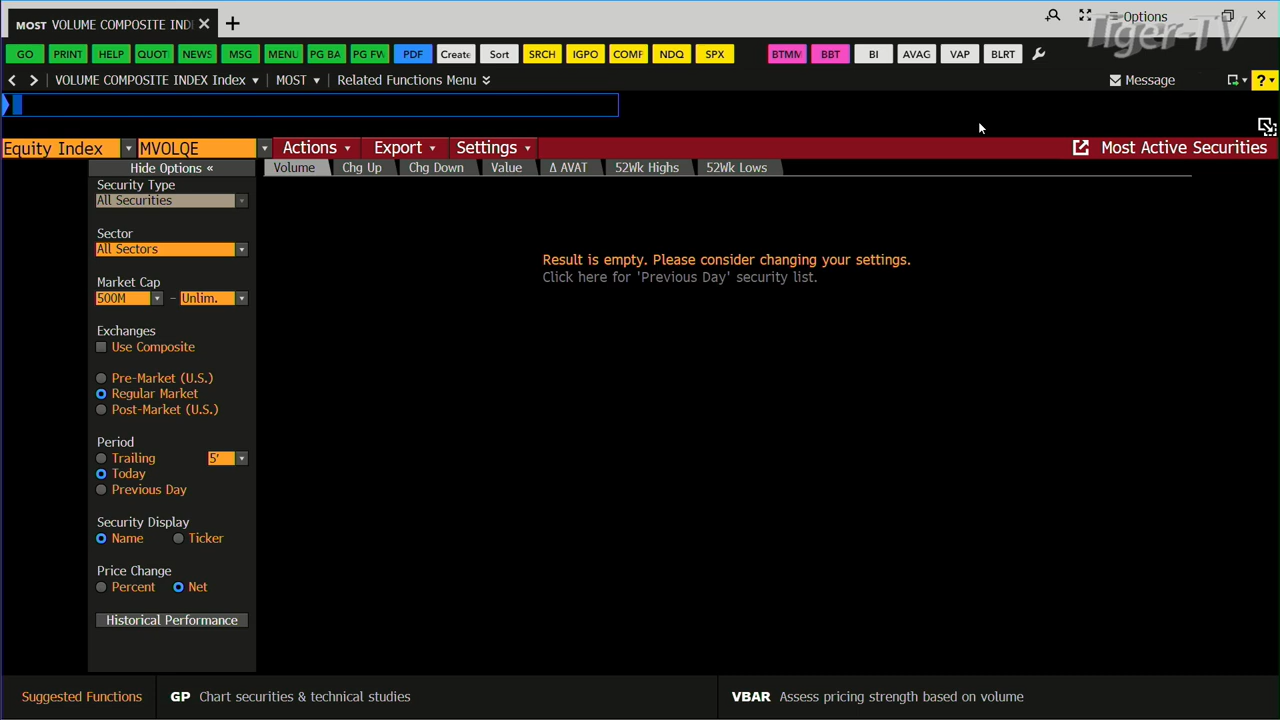 MOST VOLUME COMPOSITE IND
Options
Tiger-TV
GO PRINT HELP QUOT NEWS MSG MENU PG BA PG FW PDF Create Sort SRCH IGPO COMP NDQ SPX BTMM BBT BI AVAG VAP BLRT
VOLUME COMPOSITE INDEX Index MOST Related Functions Menu Message ?
Equity Index MVOLQE Actions Export Settings Most Active Securities
Hide Options « Volume Chg Up Chg Down Value Δ AVAT 52Wk Highs 52Wk Lows
Security Type
All Securities
Sector
All Sectors
Result is empty. Please consider changing your settings.
Click here for 'Previous Day' security list.
Market Cap
500M – Unlim.
Exchanges
Use Composite
Pre-Market (U.S.)
Regular Market
Post-Market (U.S.)
Period
Trailing 5'
Today
Previous Day
Security Display
Name Ticker
Price Change
Percent Net
Historical Performance
Suggested Functions GP Chart securities & technical studies VBAR Assess pricing strength based on volume